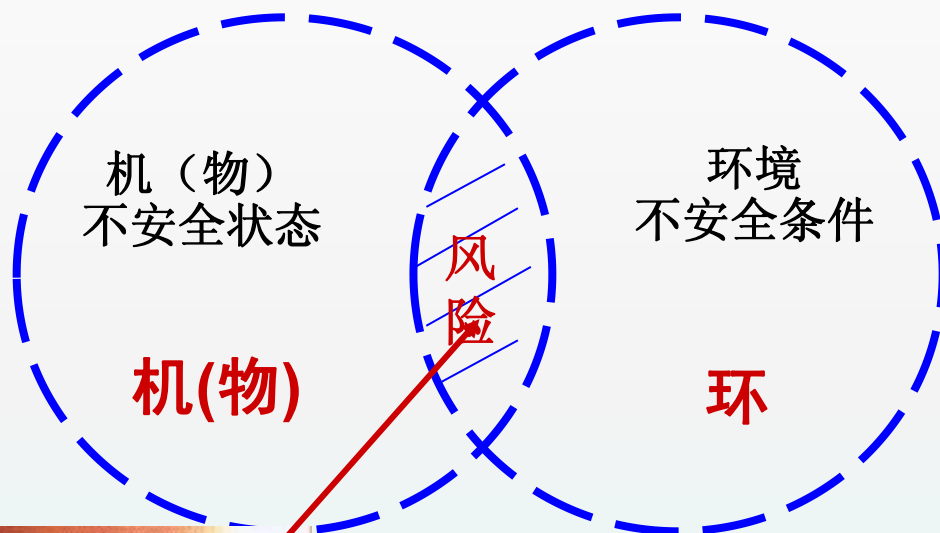 机（物）
不安全状态
环境
不安全条件
风
险
机(物)
环